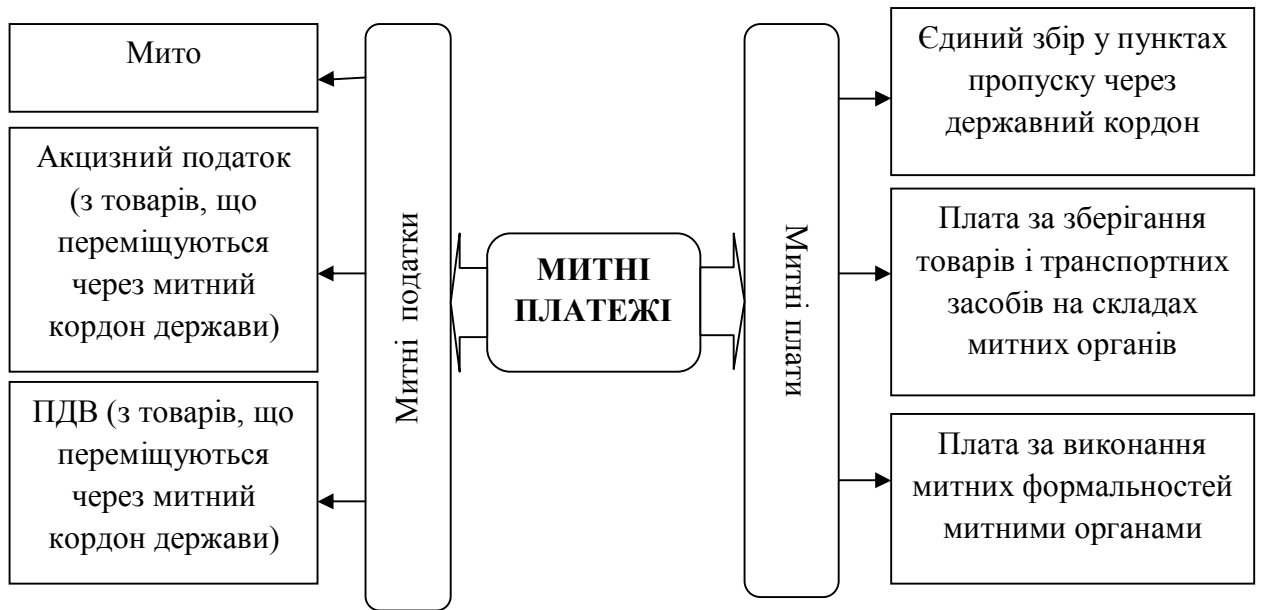 Мито
Акцизний податок
(з товарів, що
переміщуються
через митний
кордон держави)
ПДВ (з товарів, що
переміщуються
через митний
кордон держави)
Митні податки
МИТНІ
ПЛАТЕЖІ
Митні плати
Єдиний збір у пунктах
пропуску через
державний кордон
Плата за зберігання
товарів і транспортних
засобів на складах
митних органів
Плата за виконання
митних формальностей
митними органами